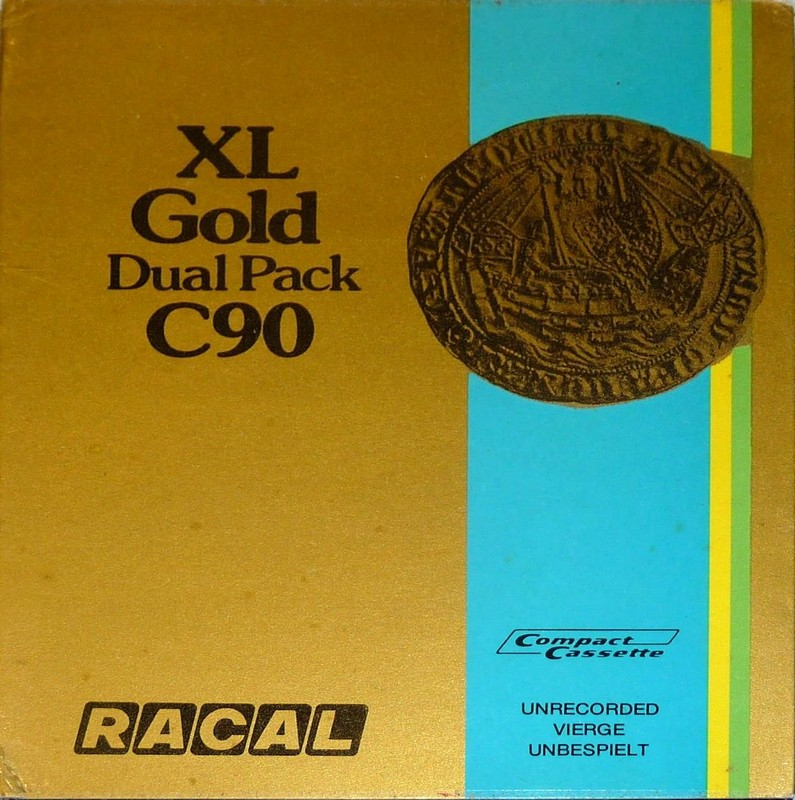 XL
Gold
Dual Pack
C90
Compact
Cassette
RACAL
UNRECORDED
VIERGE
UNBESPIELT